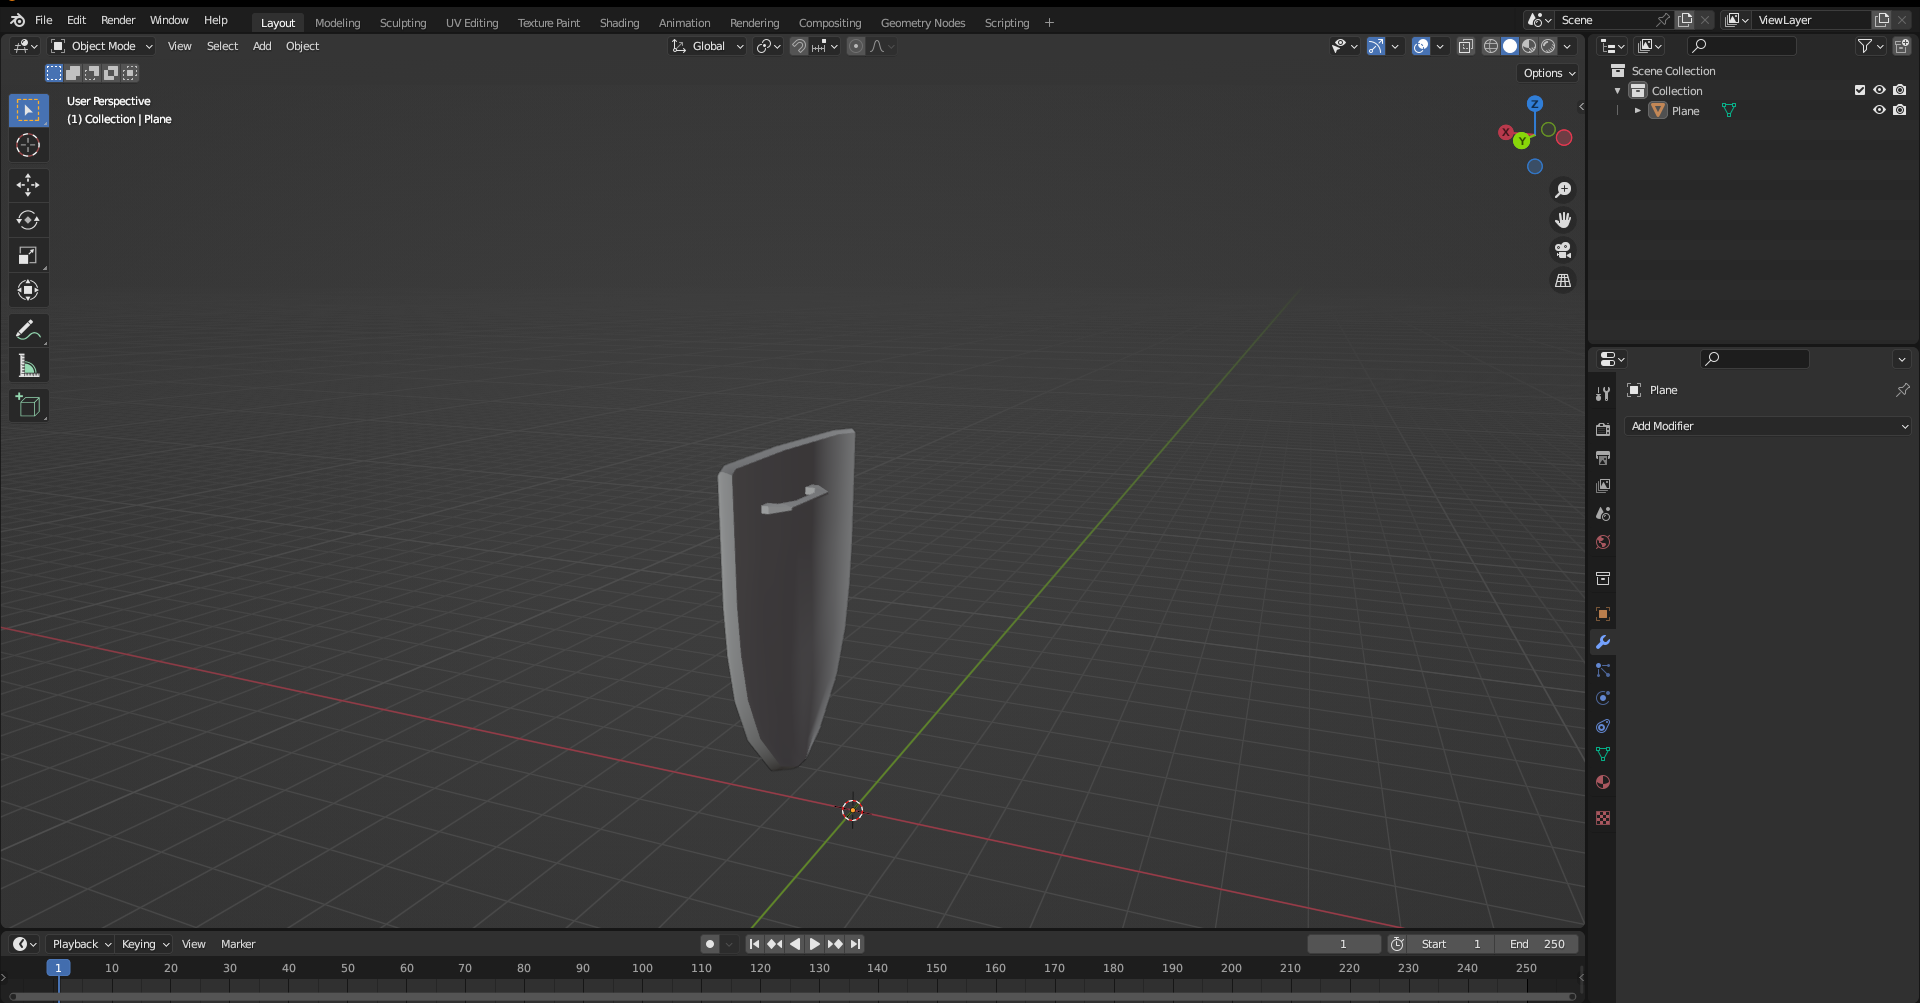 File Edit Render Window Help Layout Modeling Sculpting UV Editing Texture Paint Shading Animation Rendering Compositing Geometry Nodes Scripting + Scene ViewLayer
Object Mode View Select Add Object Global
Options
User Perspective
(1) Collection | Plane
Z
X
Y
Scene Collection
Collection
Plane
Plane
Add Modifier
Playback Keying View Marker 1 Start 1 End 250
1 10 20 30 40 50 60 70 80 90 100 110 120 130 140 150 160 170 180 190 200 210 220 230 240 250